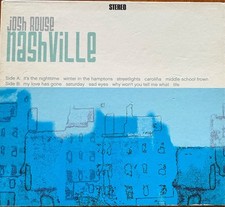 STEREO
josh rouse
nashville
Side A: it's the nighttime winter in the hamptons streetlights carolina middle school frown
Side B: my love has gone saturday sad eyes why won't you tell me what life